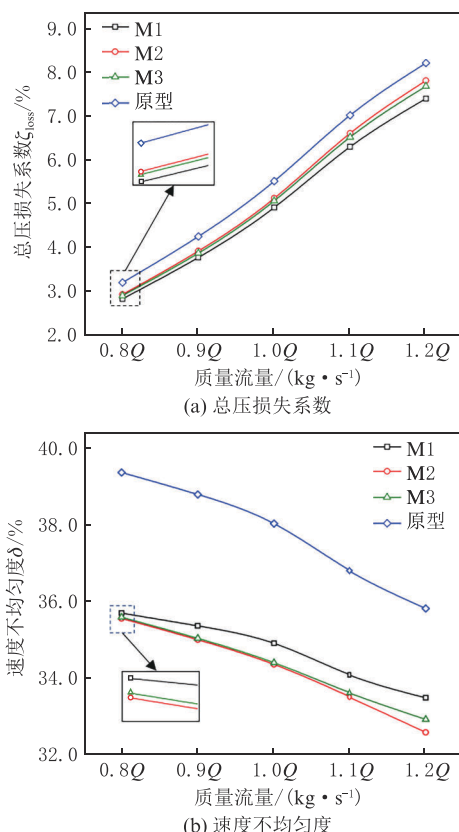 9.0
8.0
7.0
6.0
5.0
4.0
3.0
2.0
总压损失系数ζloss/%
M1
M2
M3
原型
0.8Q 0.9Q 1.0Q 1.1Q 1.2Q
质量流量/(kg·s⁻¹)
(a) 总压损失系数
40.0
38.0
36.0
34.0
32.0
速度不均匀度δ/%
M1
M2
M3
原型
0.8Q 0.9Q 1.0Q 1.1Q 1.2Q
质量流量/(kg·s⁻¹)
(b) 速度不均匀度